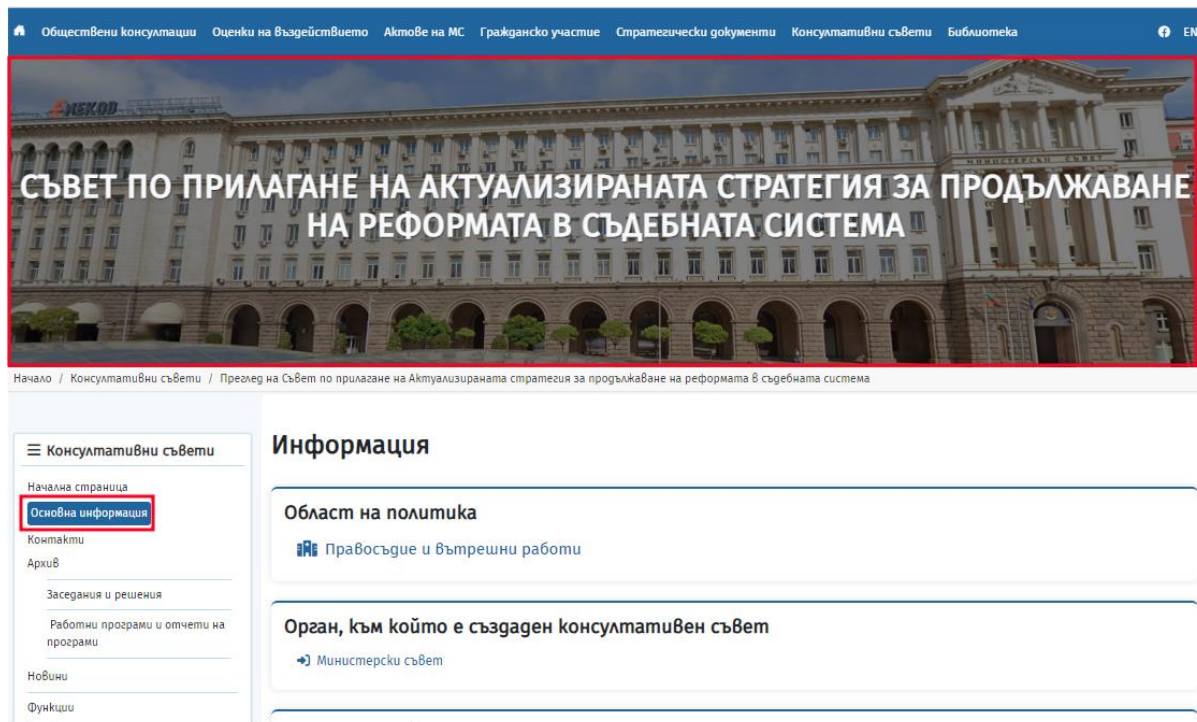 Обществени консултации Оценки на въздействието Актове на МС Гражданско участие Стратегически документи Консултативни съвети Библиотека EN
МИНИСТЕРСКИ СЪВЕТ
СЪВЕТ ПО ПРИЛАГАНЕ НА АКТУАЛИЗИРАНАТА СТРАТЕГИЯ ЗА ПРОДЪЛЖАВАНЕ
НА РЕФОРМАТА В СЪДЕБНАТА СИСТЕМА
Начало / Консултативни съвети / Преглед на Съвет по прилагане на Актуализираната стратегия за продължаване на реформата в съдебната система
Консултативни съвети
Начална страница
Основна информация
Контакти
Архив
Заседания и решения
Работни програми и отчети на
програми
Новини
Функции
Информация
Област на политика
Правосъдие и вътрешни работи
Орган, към който е създаден консултативен съвет
Министерски съвет